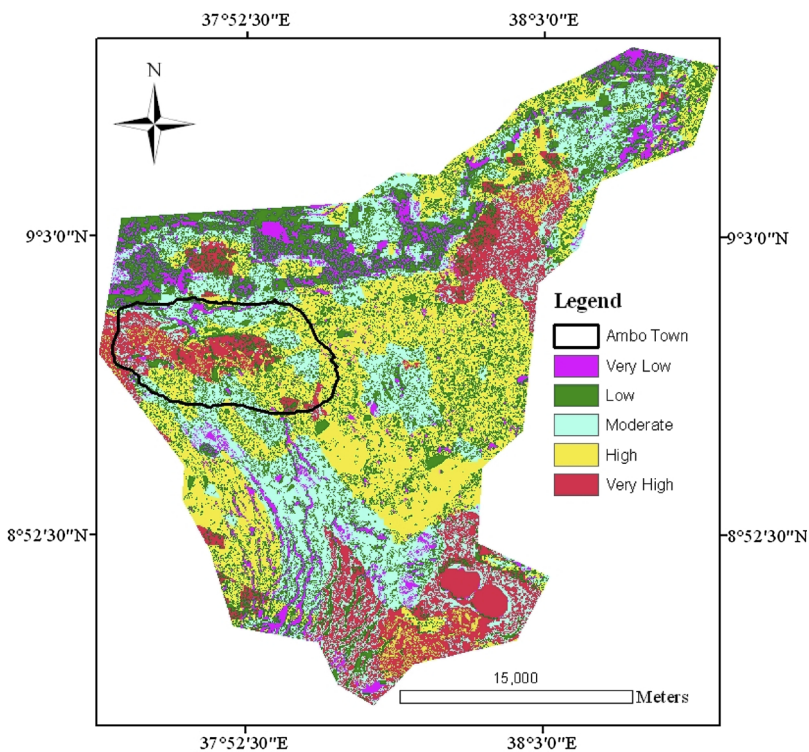 37°52'30"E 38°3'0"E
N
9°3'0"N 9°3'0"N
Legend
Ambo Town
Very Low
Low
Moderate
High
Very High
8°52'30"N 8°52'30"N
15,000
Meters
37°52'30"E 38°3'0"E